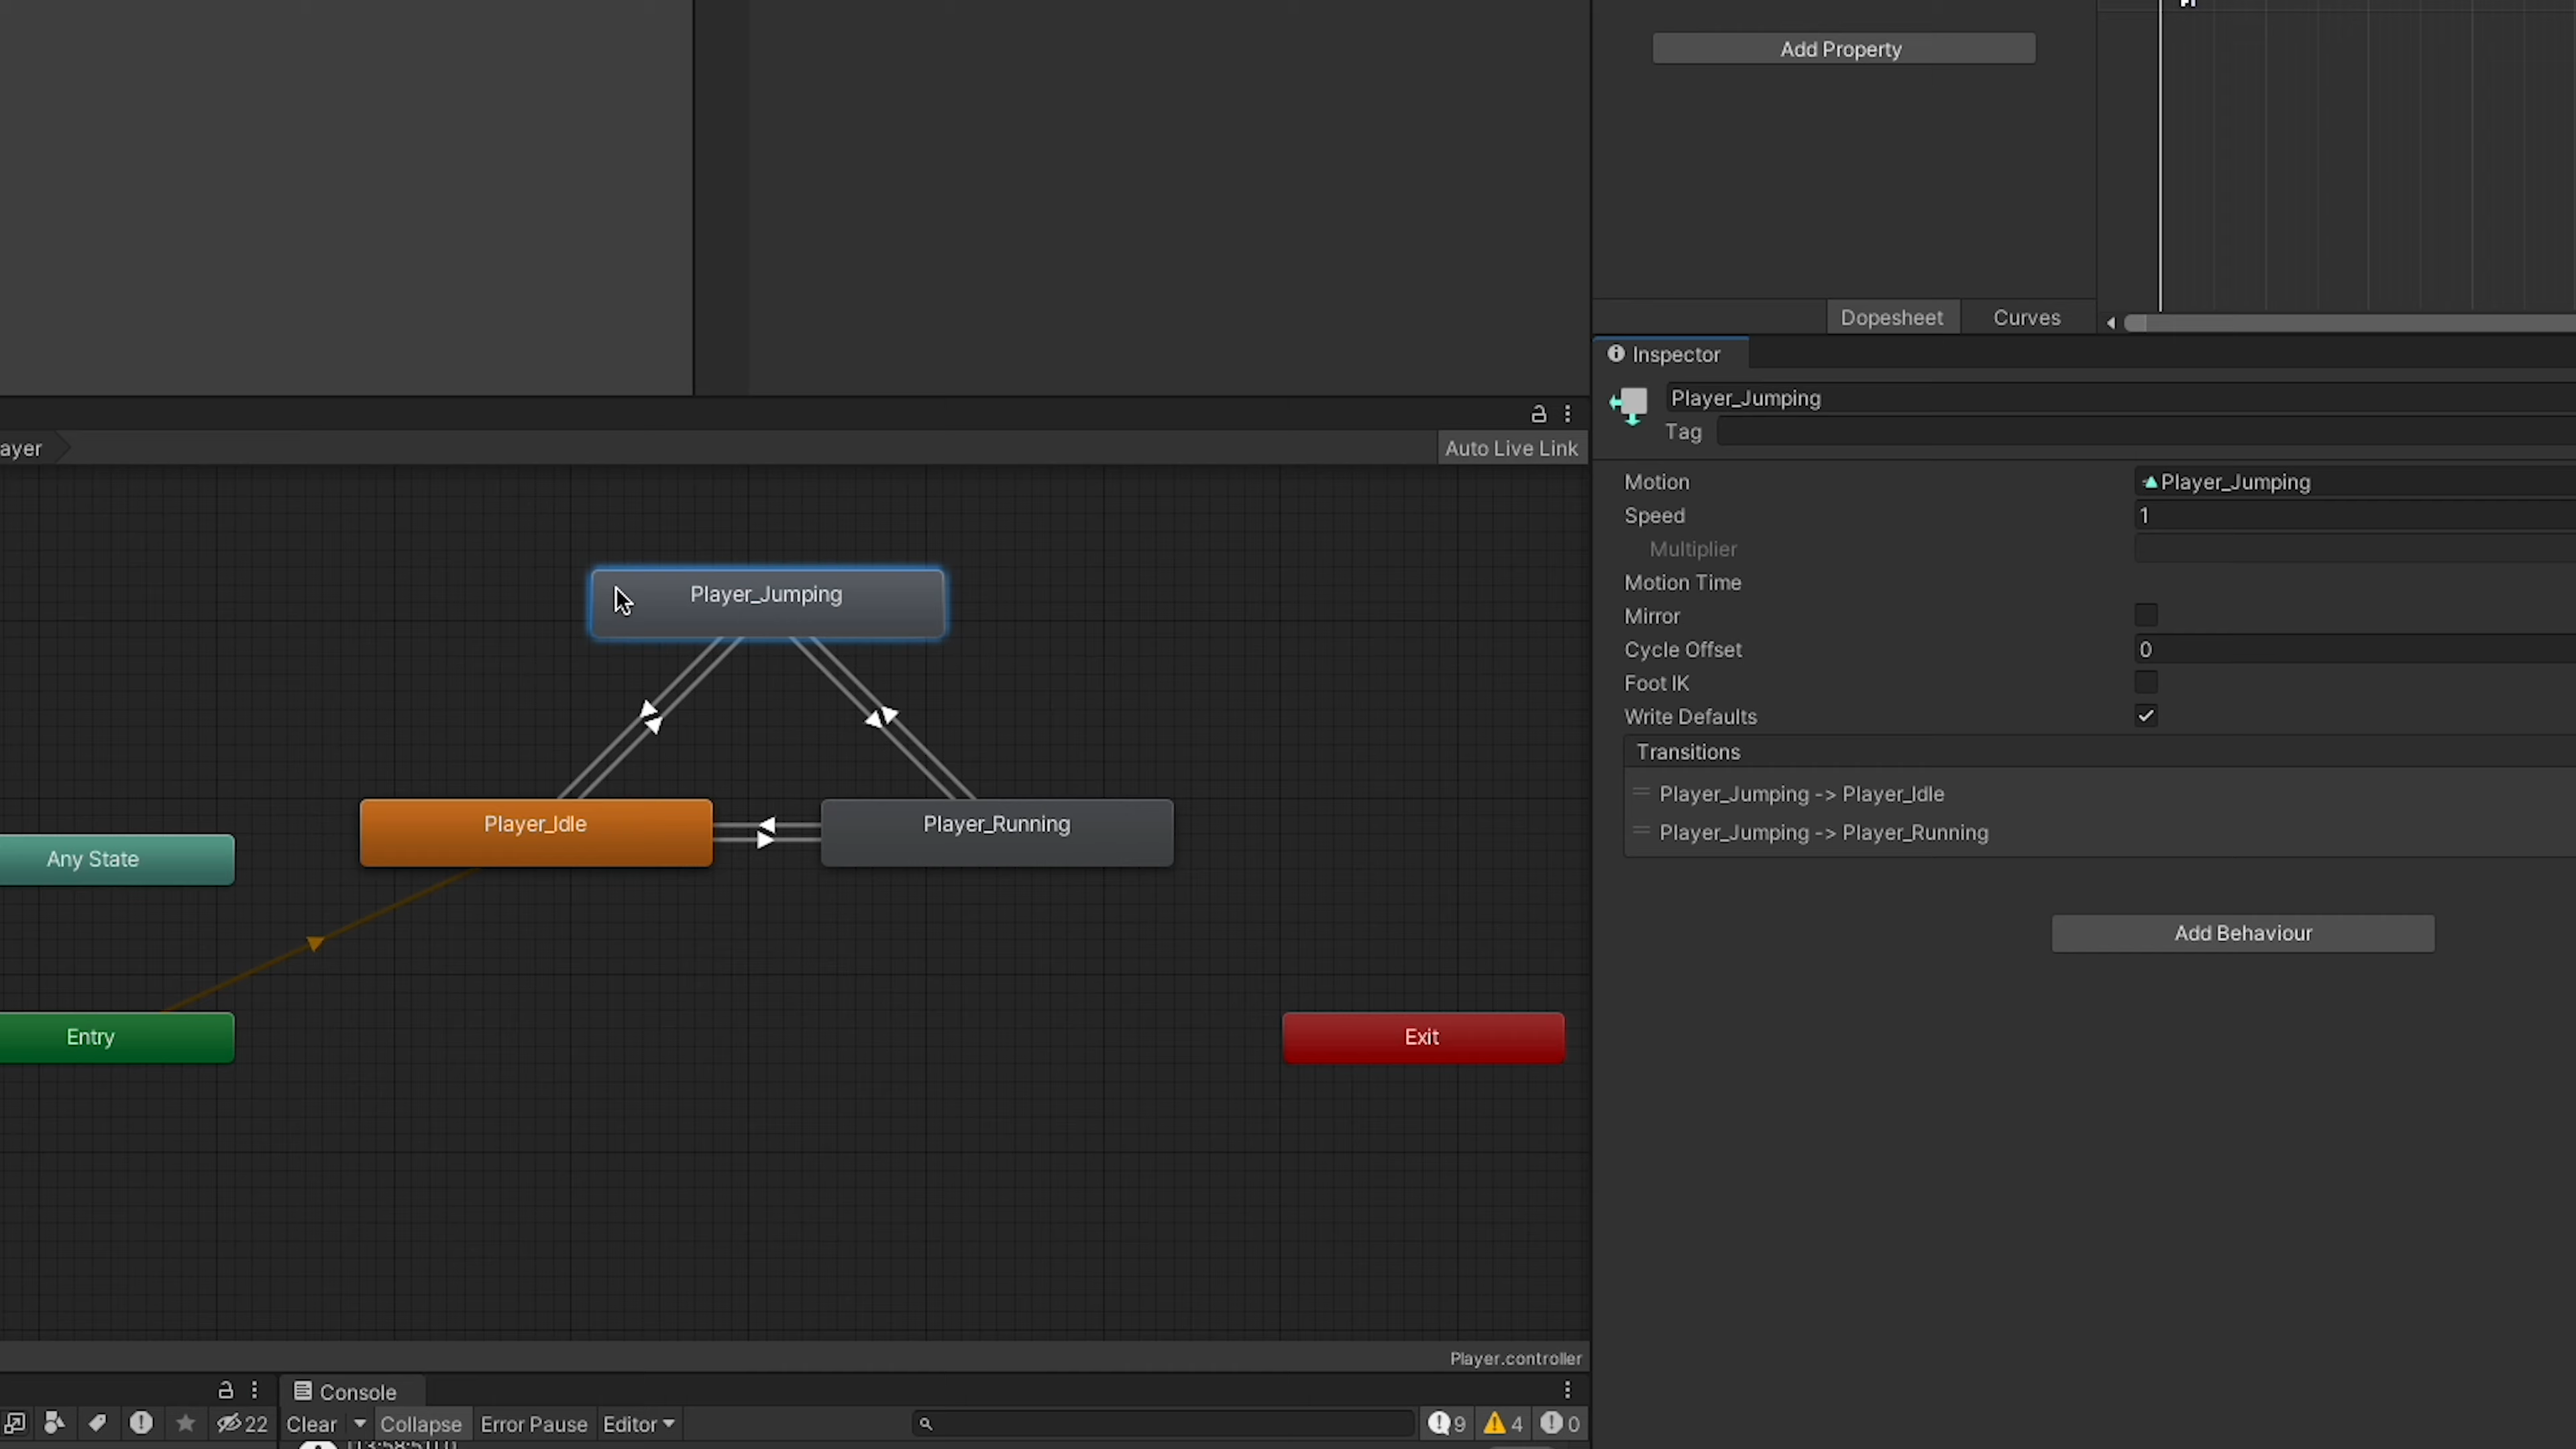 Add Property
Dopesheet
Curves
Inspector
Player_Jumping
Tag
ayer
Auto Live Link
Motion
Player_Jumping
Speed
1
Multiplier
Motion Time
Mirror
Cycle Offset
0
Foot IK
Write Defaults
Transitions
Player_Jumping -> Player_Idle
Player_Jumping -> Player_Running
Add Behaviour
Player_Jumping
Player_Idle
Player_Running
Any State
Entry
Exit
Player.controller
Console
22
Clear
Collapse
Error Pause
Editor
9
4
0